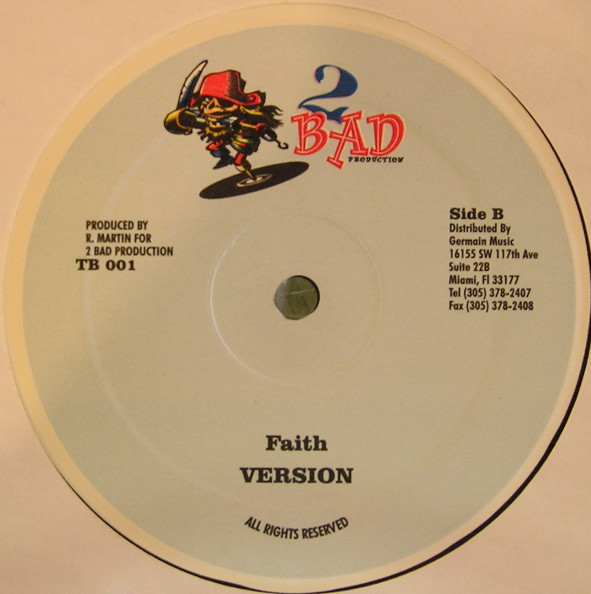 2
BAD
PRODUCTION
PRODUCED BY
R. MARTIN FOR
2 BAD PRODUCTION
TB 001
Side B
Distributed By
Germain Music
16155 SW 117th Ave
Suite 22B
Miami, Fl 33177
Tel (305) 378-2407
Fax (305) 378-2408
Faith
VERSION
ALL RIGHTS RESERVED